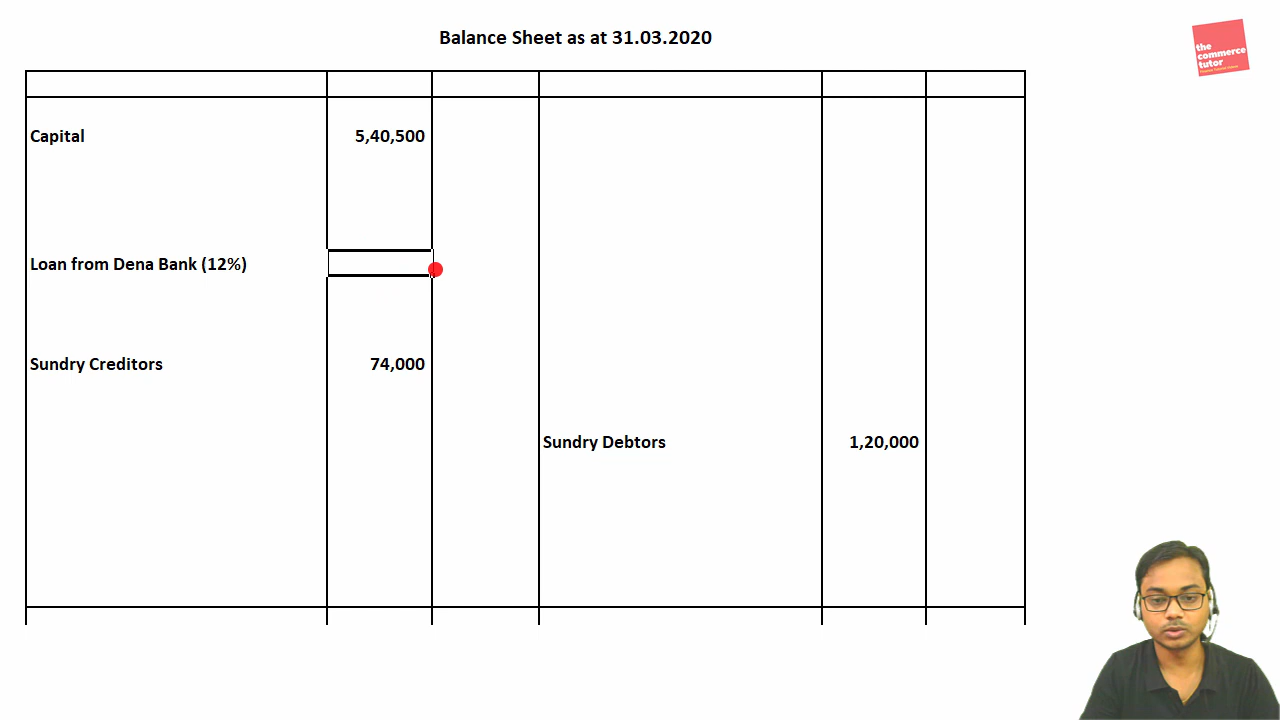 Balance Sheet as at 31.03.2020
the
commerce
tutor
Capital 5,40,500
Loan from Dena Bank (12%)
Sundry Creditors 74,000
Sundry Debtors 1,20,000